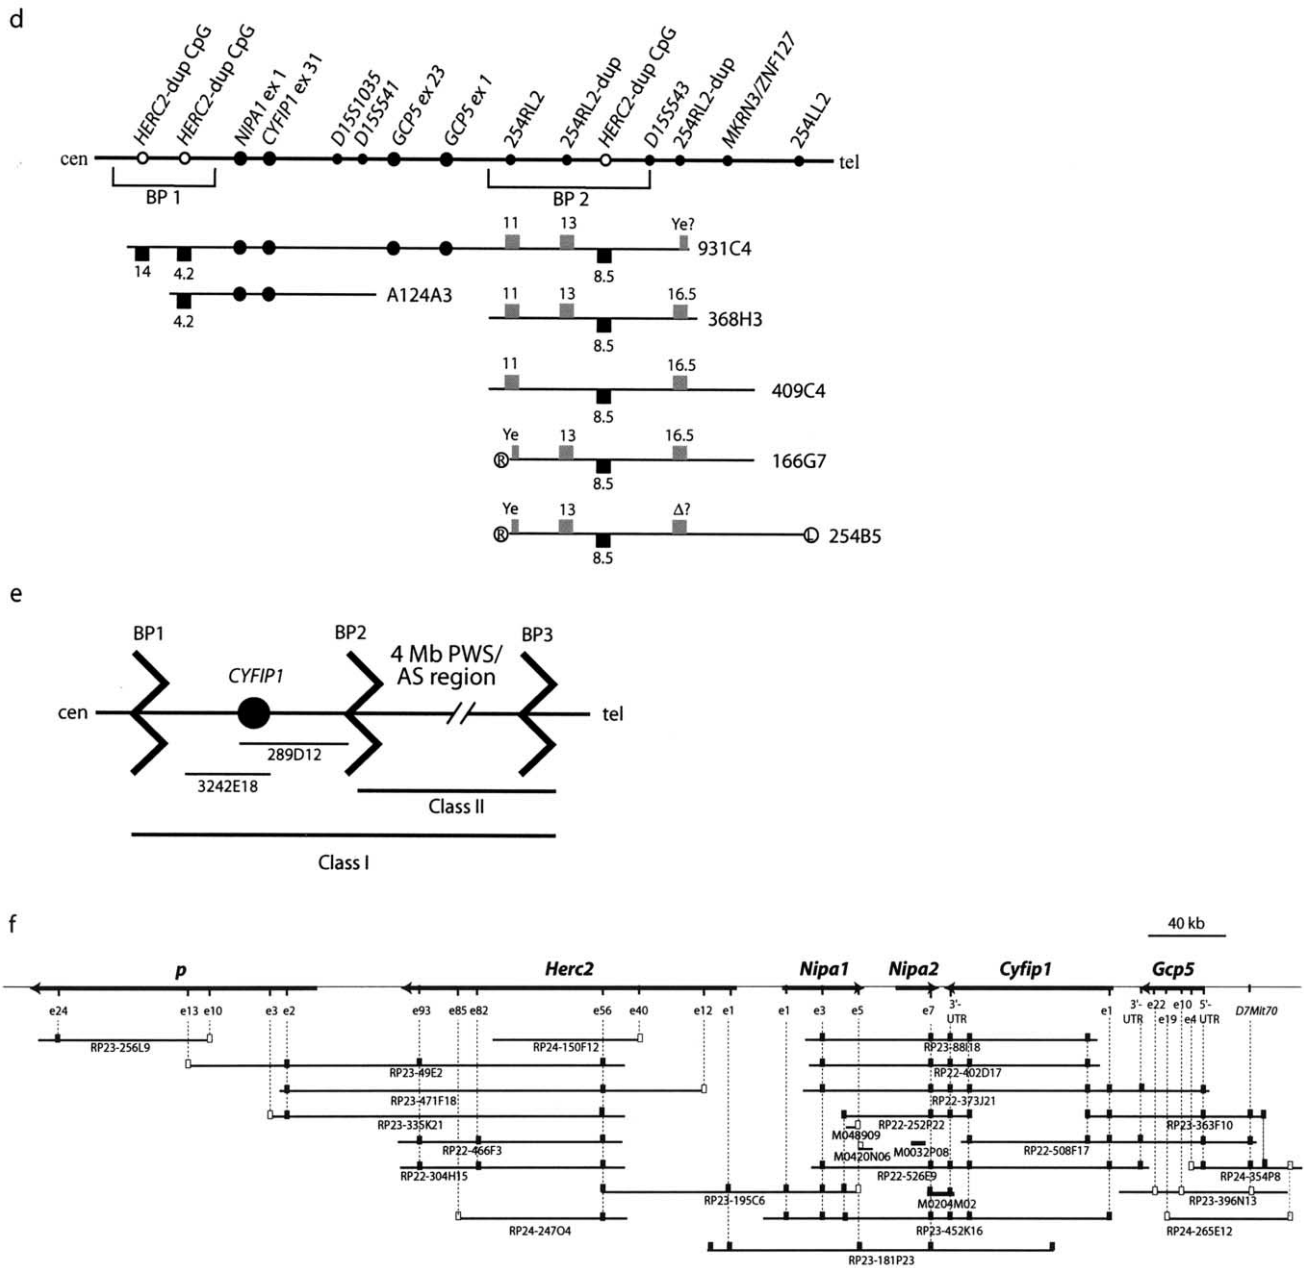 d
HERC2-dup CpG HERC2-dup CpG NIPA1 ex 1 CYFIP1 ex 31 D15S1035 D15S541 GCP5 ex 23 GCP5 ex 1 254RL2 254RL2-dup HERC2-dup CpG D15S543 254RL2-dup MKRN3/ZNF127 254LL2
cen tel
BP 1 BP 2
11 13 Ye?
931C4
14 4.2 8.5
A124A3
4.2
11 13 16.5
368H3
8.5
11 16.5
409C4
8.5
Ye 13 16.5
R 166G7
8.5
Ye 13 Δ?
R L 254B5
8.5
e
BP1 BP2 BP3
4 Mb PWS/
AS region
CYFIP1
cen tel
289D12
3242E18
Class II
Class I
f
40 kb
p Herc2 Nipa1 Nipa2 Cyfip1 Gcp5
e24 e13 e10 e3 e2 e93 e85 e82 e56 e40 e12 e1 e1 e3 e5 e7 3'-UTR e1 3'-UTR e22 e19 e10 e4 5'-UTR D7Mit70
RP23-256L9 RP24-150F12 RP23-88I18
RP23-49E2 RP22-402D17
RP23-471F18 RP22-373J21
RP23-335K21 RP22-252P22 RP23-363F10
M048909
RP22-466F3 M0420N06 M0032P08 RP22-508F17
RP22-304H15 RP22-526E9 RP24-354P8
RP23-195C6 M0204M02 RP23-396N13
RP24-247O4 RP23-452K16 RP24-265E12
RP23-181P23